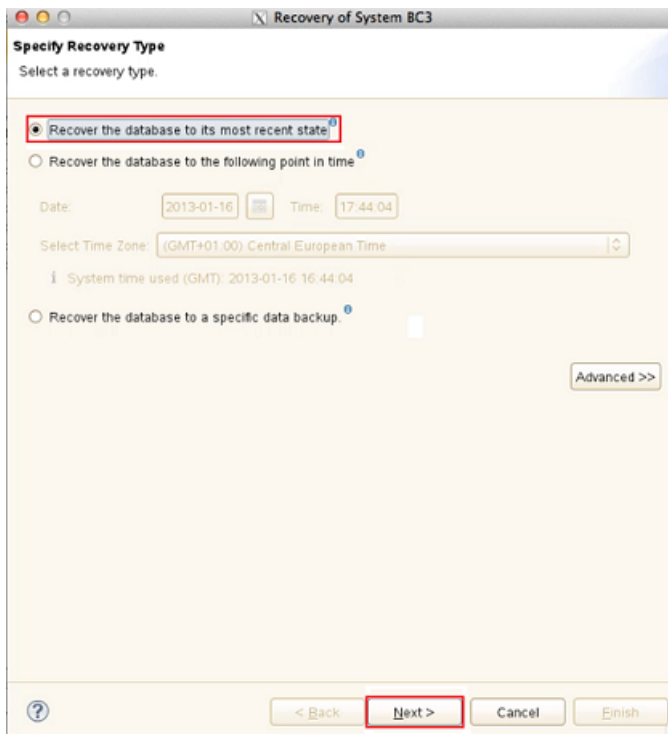 Recovery of System BC3
Specify Recovery Type
Select a recovery type.
Recover the database to its most recent state
Recover the database to the following point in time
Date: 2013-01-16 Time: 17:44:04
Select Time Zone: (GMT+01:00) Central European Time
i System time used (GMT): 2013-01-16 16:44:04
Recover the database to a specific data backup.
Advanced >>
? < Back Next > Cancel Finish